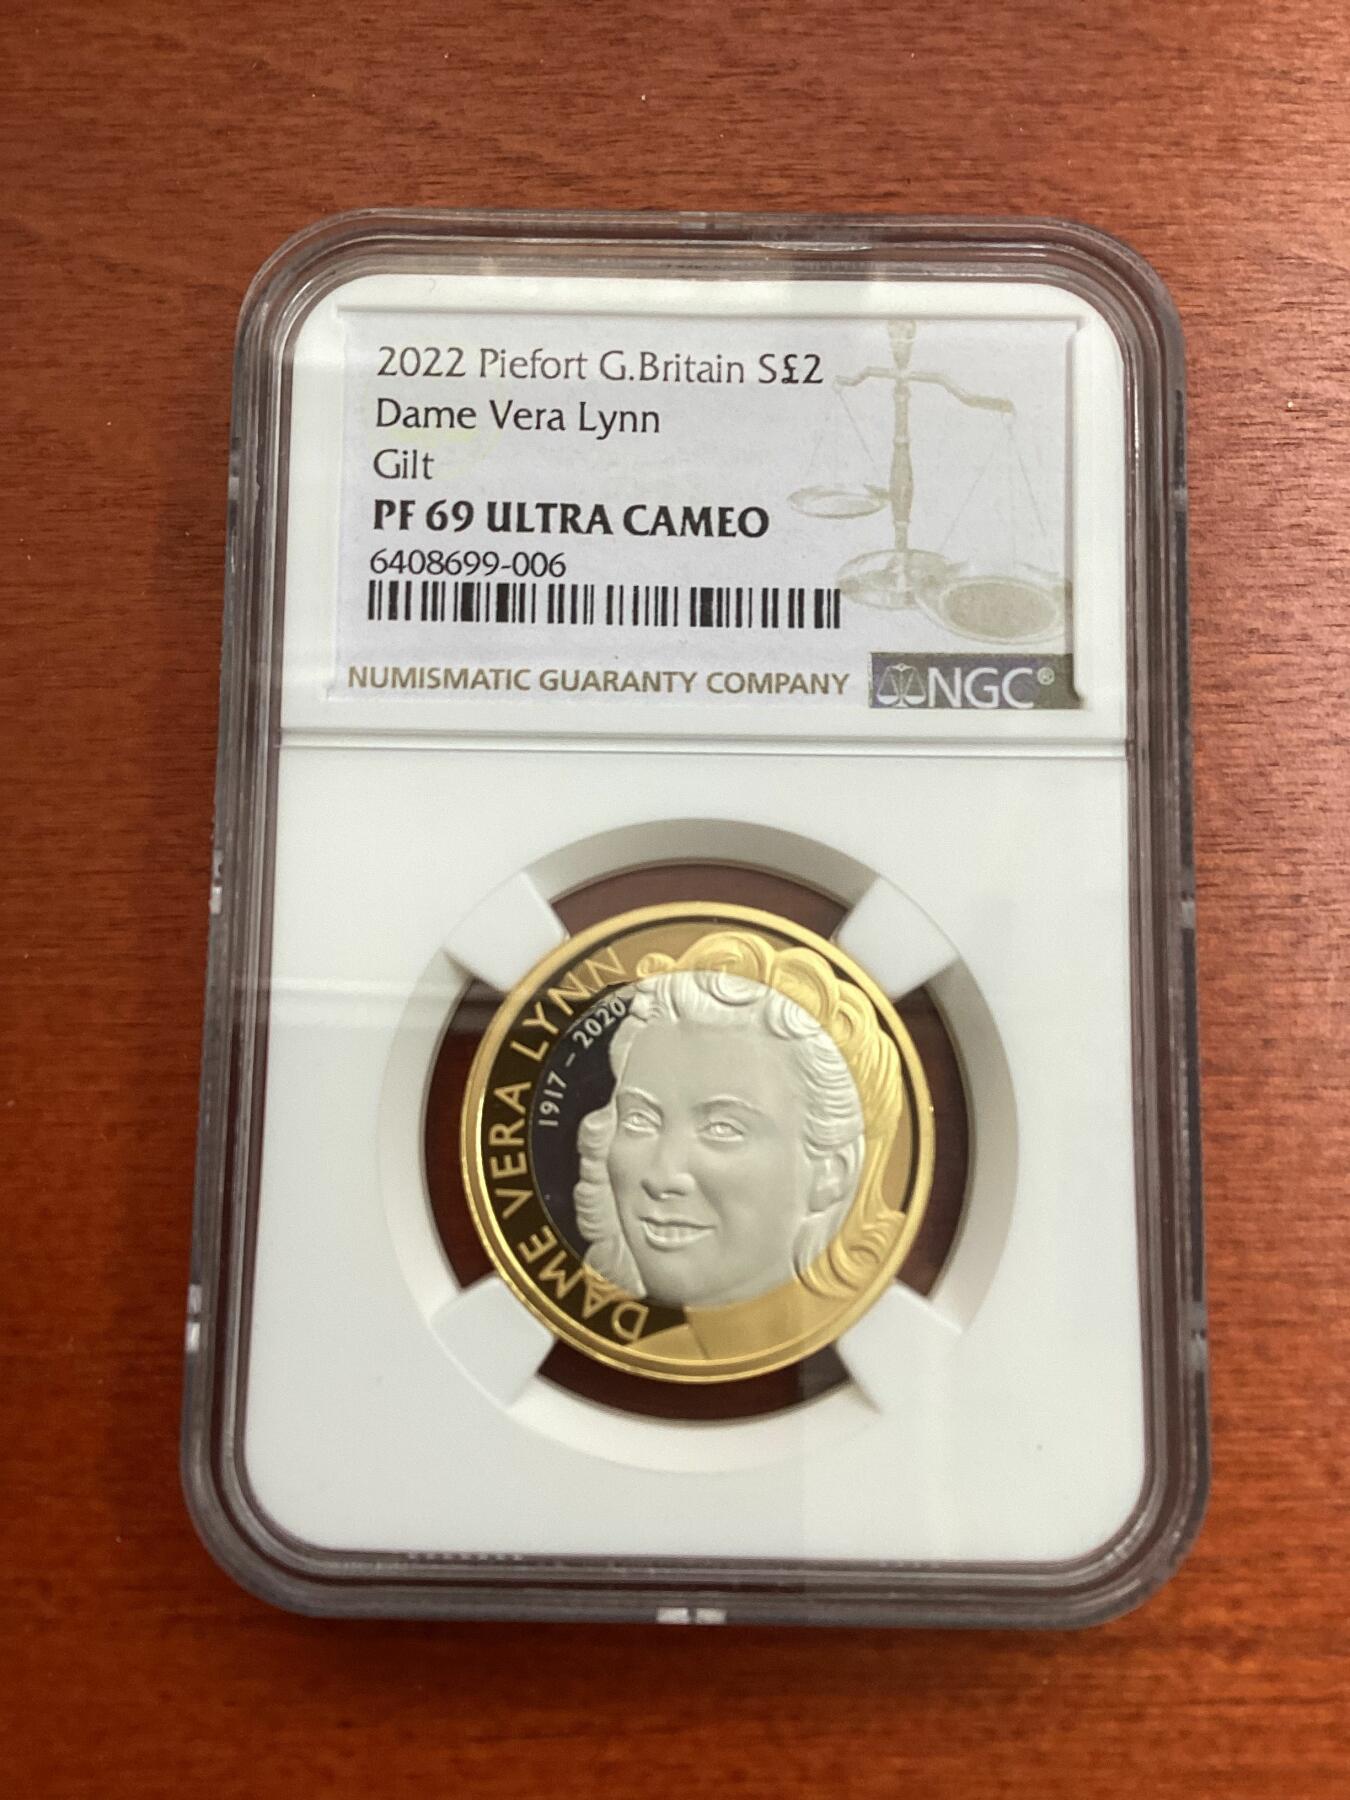 2022 Piefort G.Britain S£2
Dame Vera Lynn
Gilt
PF 69 ULTRA CAMEO
6408699-006
NUMISMATIC GUARANTY COMPANY
NGC®
DAME VERA LYNN
1917 – 2020